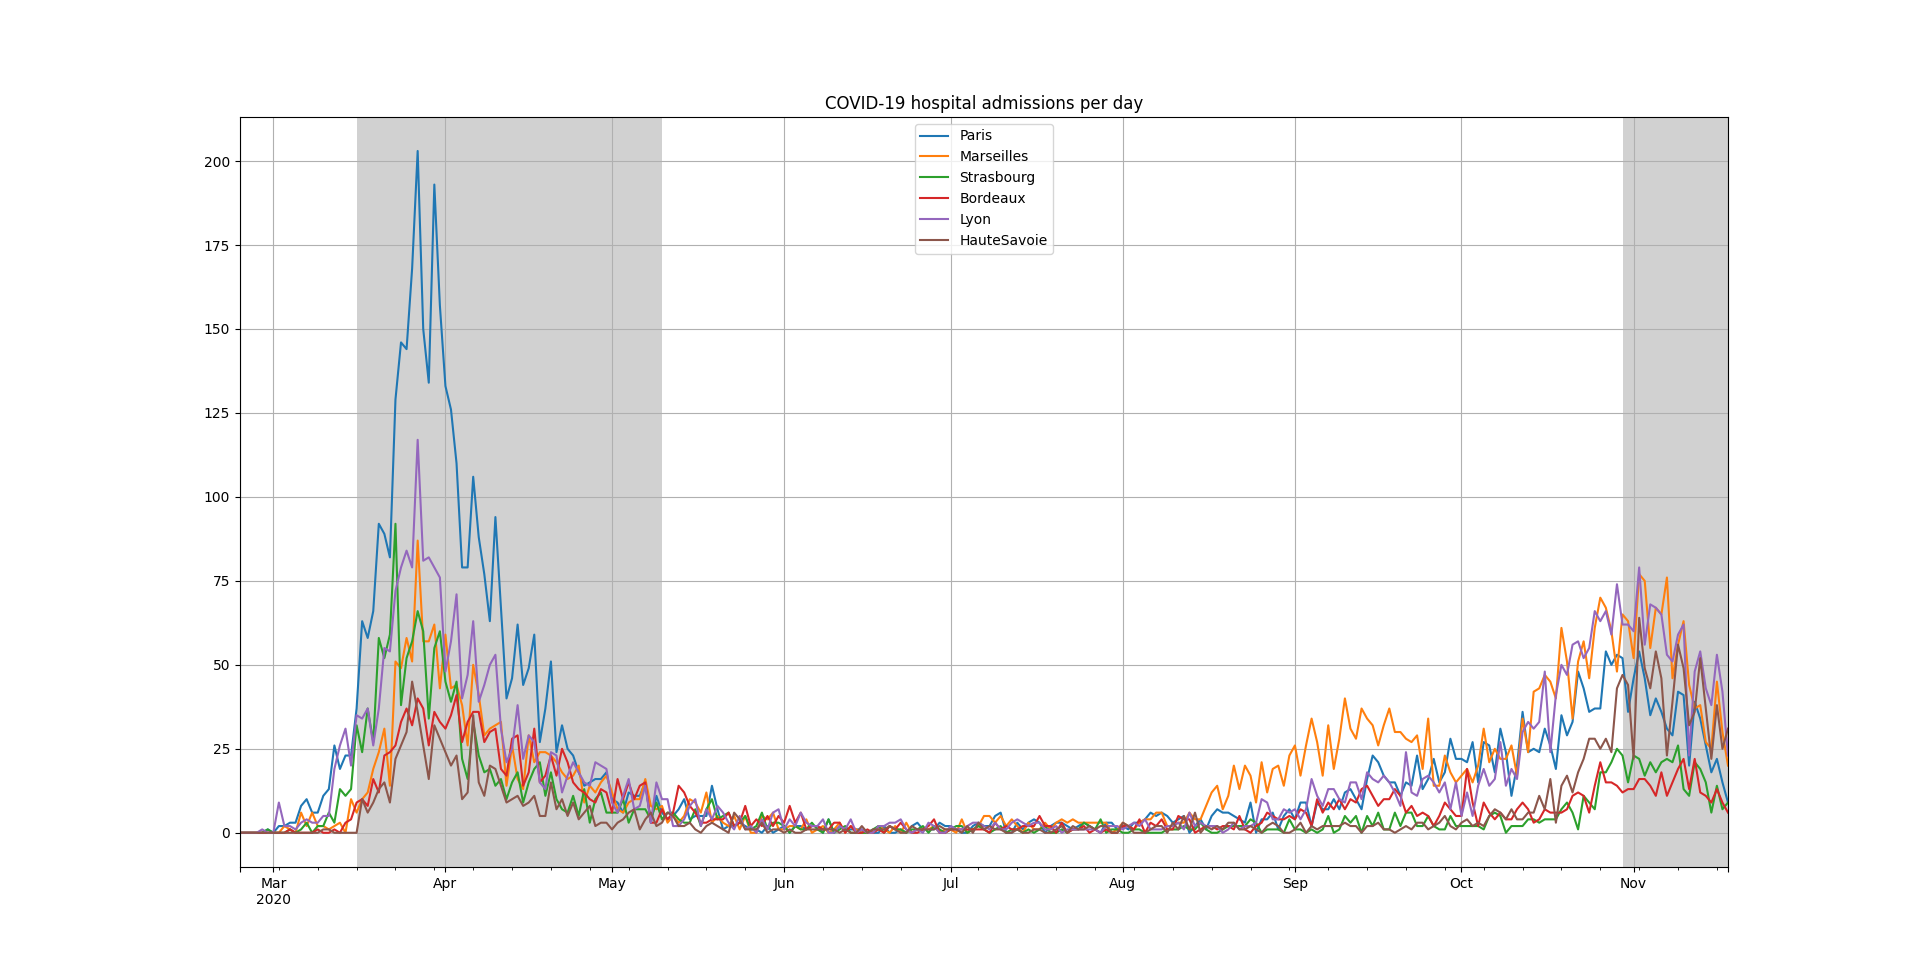 COVID-19 hospital admissions per day
Paris
Marseilles
Strasbourg
Bordeaux
Lyon
HauteSavoie
200
175
150
125
100
75
50
25
0
Mar Apr May Jun Jul Aug Sep Oct Nov
2020